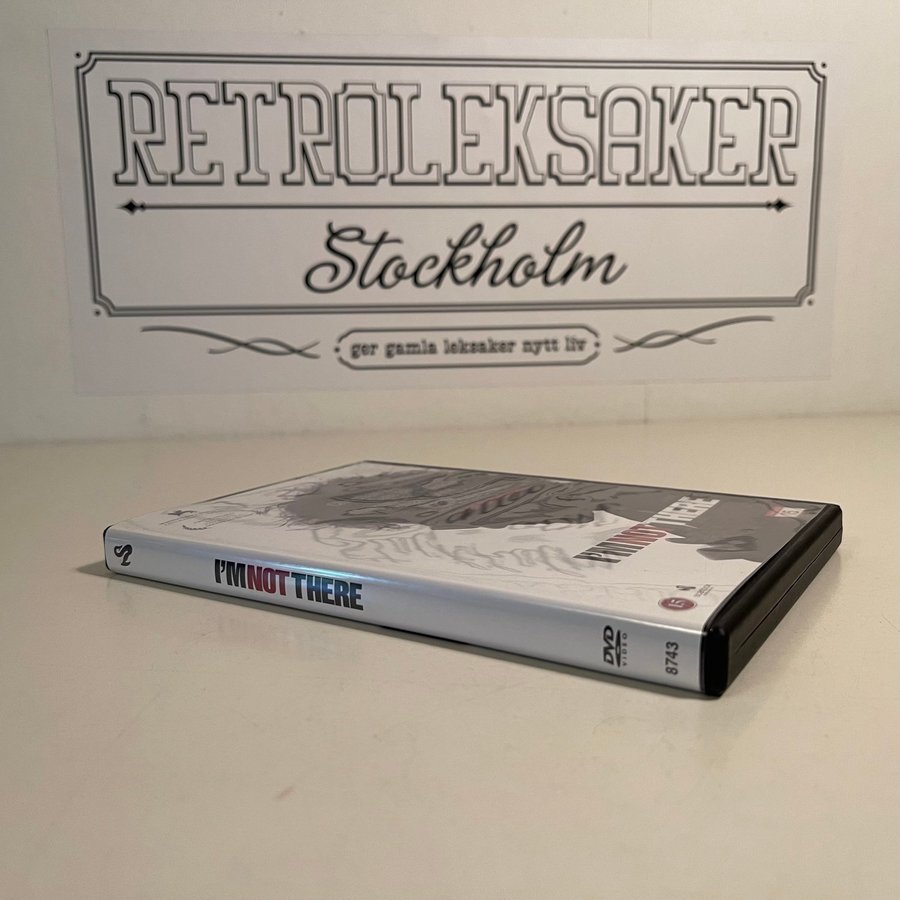 RETROLEKSAKER
Stockholm
ger gamla leksaker nytt liv
I'M NOT THERE
15
I'M NOT THERE
DVD
VIDEO
8743